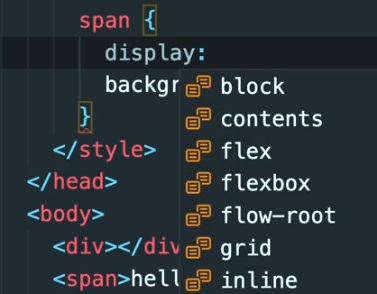 span {
display:
backgr
block
}
contents
</style>
flex
</head>
flexbox
<body>
flow-root
<div></div
grid
<span>hell
inline